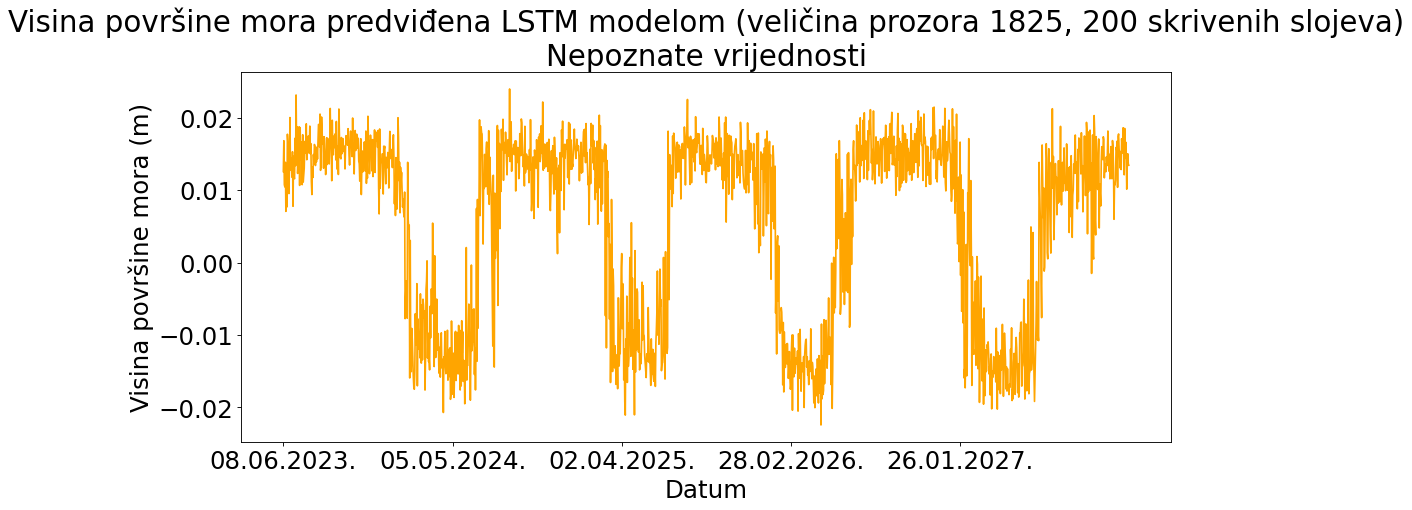 Visina površine mora predviđena LSTM modelom (veličina prozora 1825, 200 skrivenih slojeva)
Nepoznate vrijednosti
Visina površine mora (m)
0.02
0.01
0.00
−0.01
−0.02
08.06.2023. 05.05.2024. 02.04.2025. 28.02.2026. 26.01.2027.
Datum